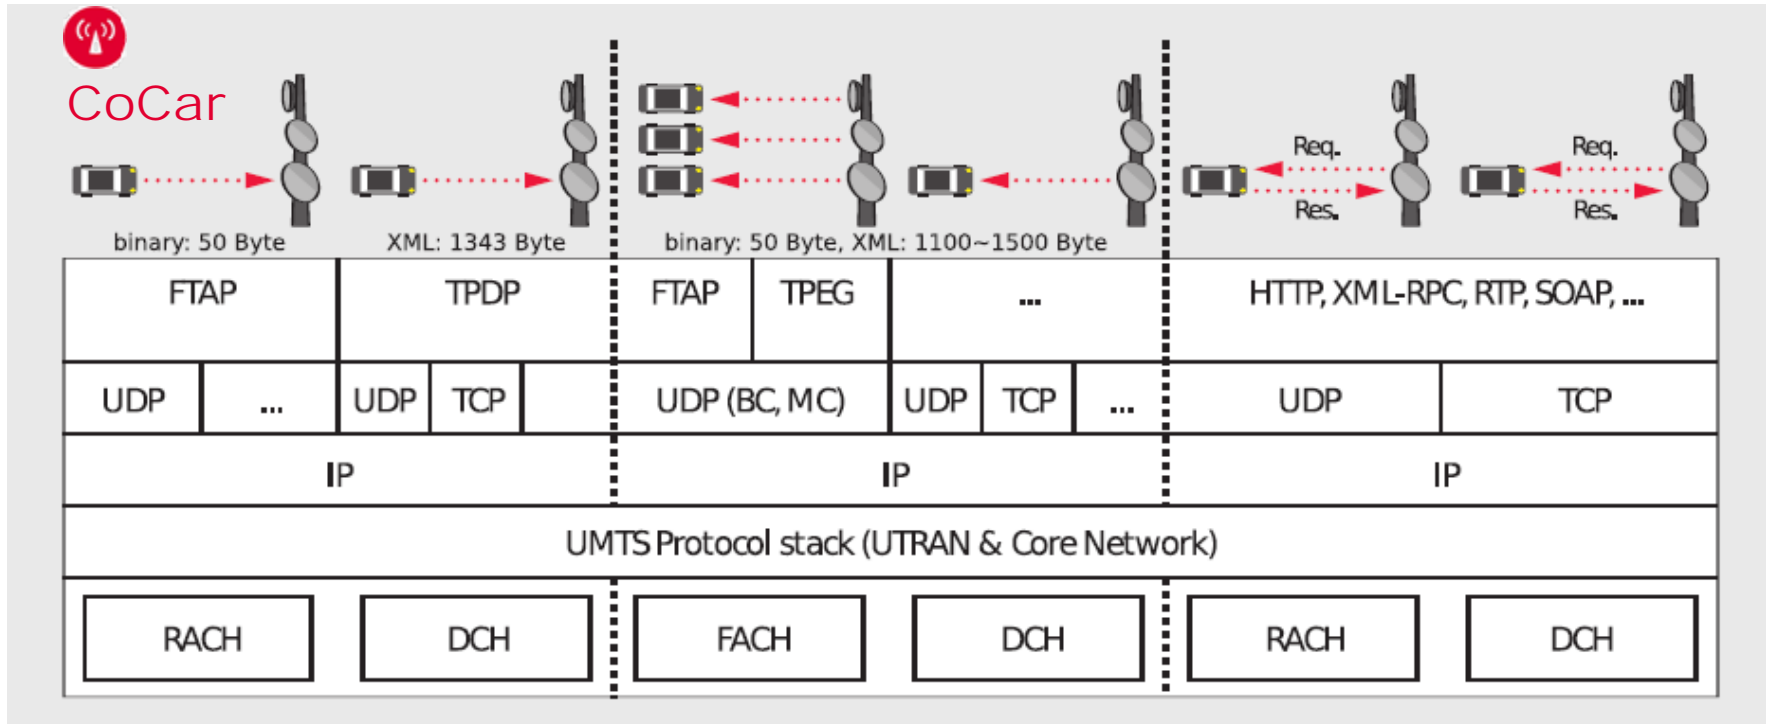 CoCar
Req. Req.
Res. Res.
binary: 50 Byte XML: 1343 Byte binary: 50 Byte, XML: 1100~1500 Byte
FTAP TPDP FTAP TPEG ... HTTP, XML-RPC, RTP, SOAP, ...
UDP ... UDP TCP UDP (BC, MC) UDP TCP ... UDP TCP
IP IP IP
UMTS Protocol stack (UTRAN & Core Network)
RACH DCH FACH DCH RACH DCH